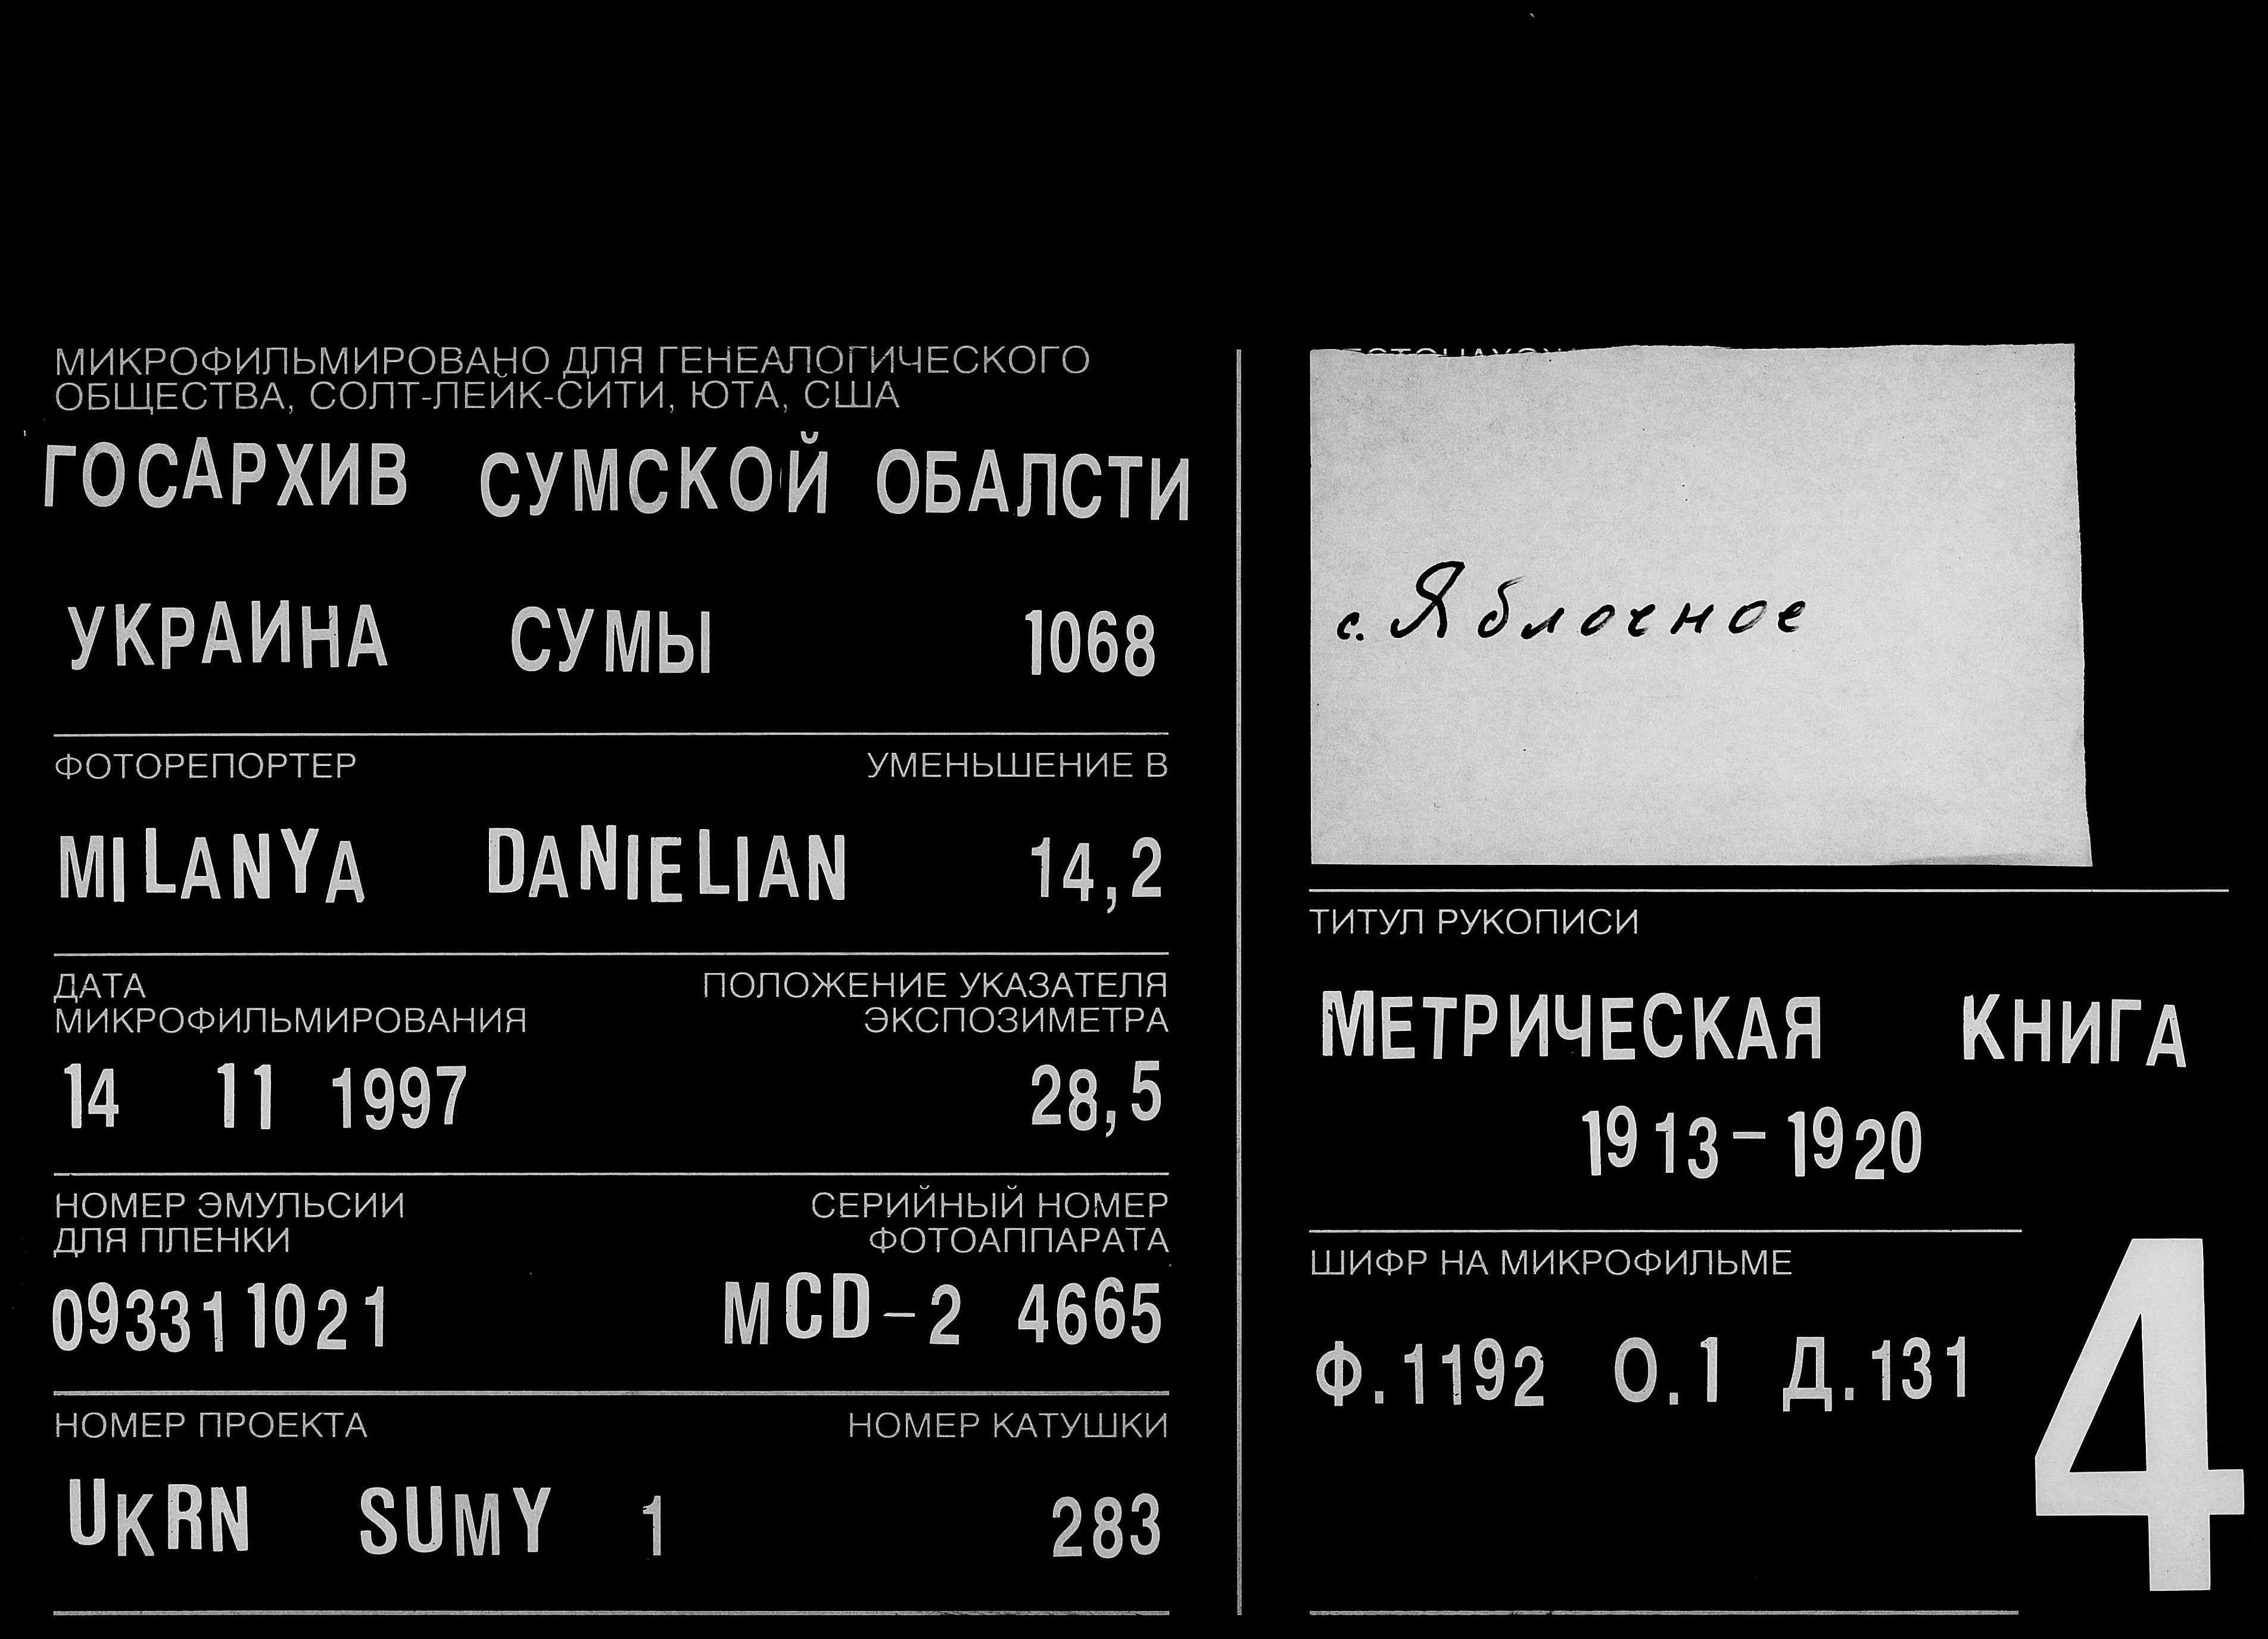 МИКРОФИЛЬМИРОВАНО ДЛЯ ГЕНЕАЛОГИЧЕСКОГО
ОБЩЕСТВА, СОЛТ-ЛЕЙК-СИТИ, ЮТА, США
ГОСАРХИВ СУМСКОЙ ОБАЛСТИ
УКРАИНА СУМЫ 1068
ФОТОРЕПОРТЕР УМЕНЬШЕНИЕ В
MILANYA DANIELIAN 14,2
ДАТА ПОЛОЖЕНИЕ УКАЗАТЕЛЯ
МИКРОФИЛЬМИРОВАНИЯ ЭКСПОЗИМЕТРА
14 11 1997 28,5
НОМЕР ЭМУЛЬСИИ СЕРИЙНЫЙ НОМЕР
ДЛЯ ПЛЕНКИ ФОТОАППАРАТА
093311021 MCD-2 4665
НОМЕР ПРОЕКТА НОМЕР КАТУШКИ
UKRN SUMY 1 283
с. Яблочное
ТИТУЛ РУКОПИСИ
МЕТРИЧЕСКАЯ КНИГА
1913-1920
ШИФР НА МИКРОФИЛЬМЕ
Ф.1192 О.1 Д.131
4